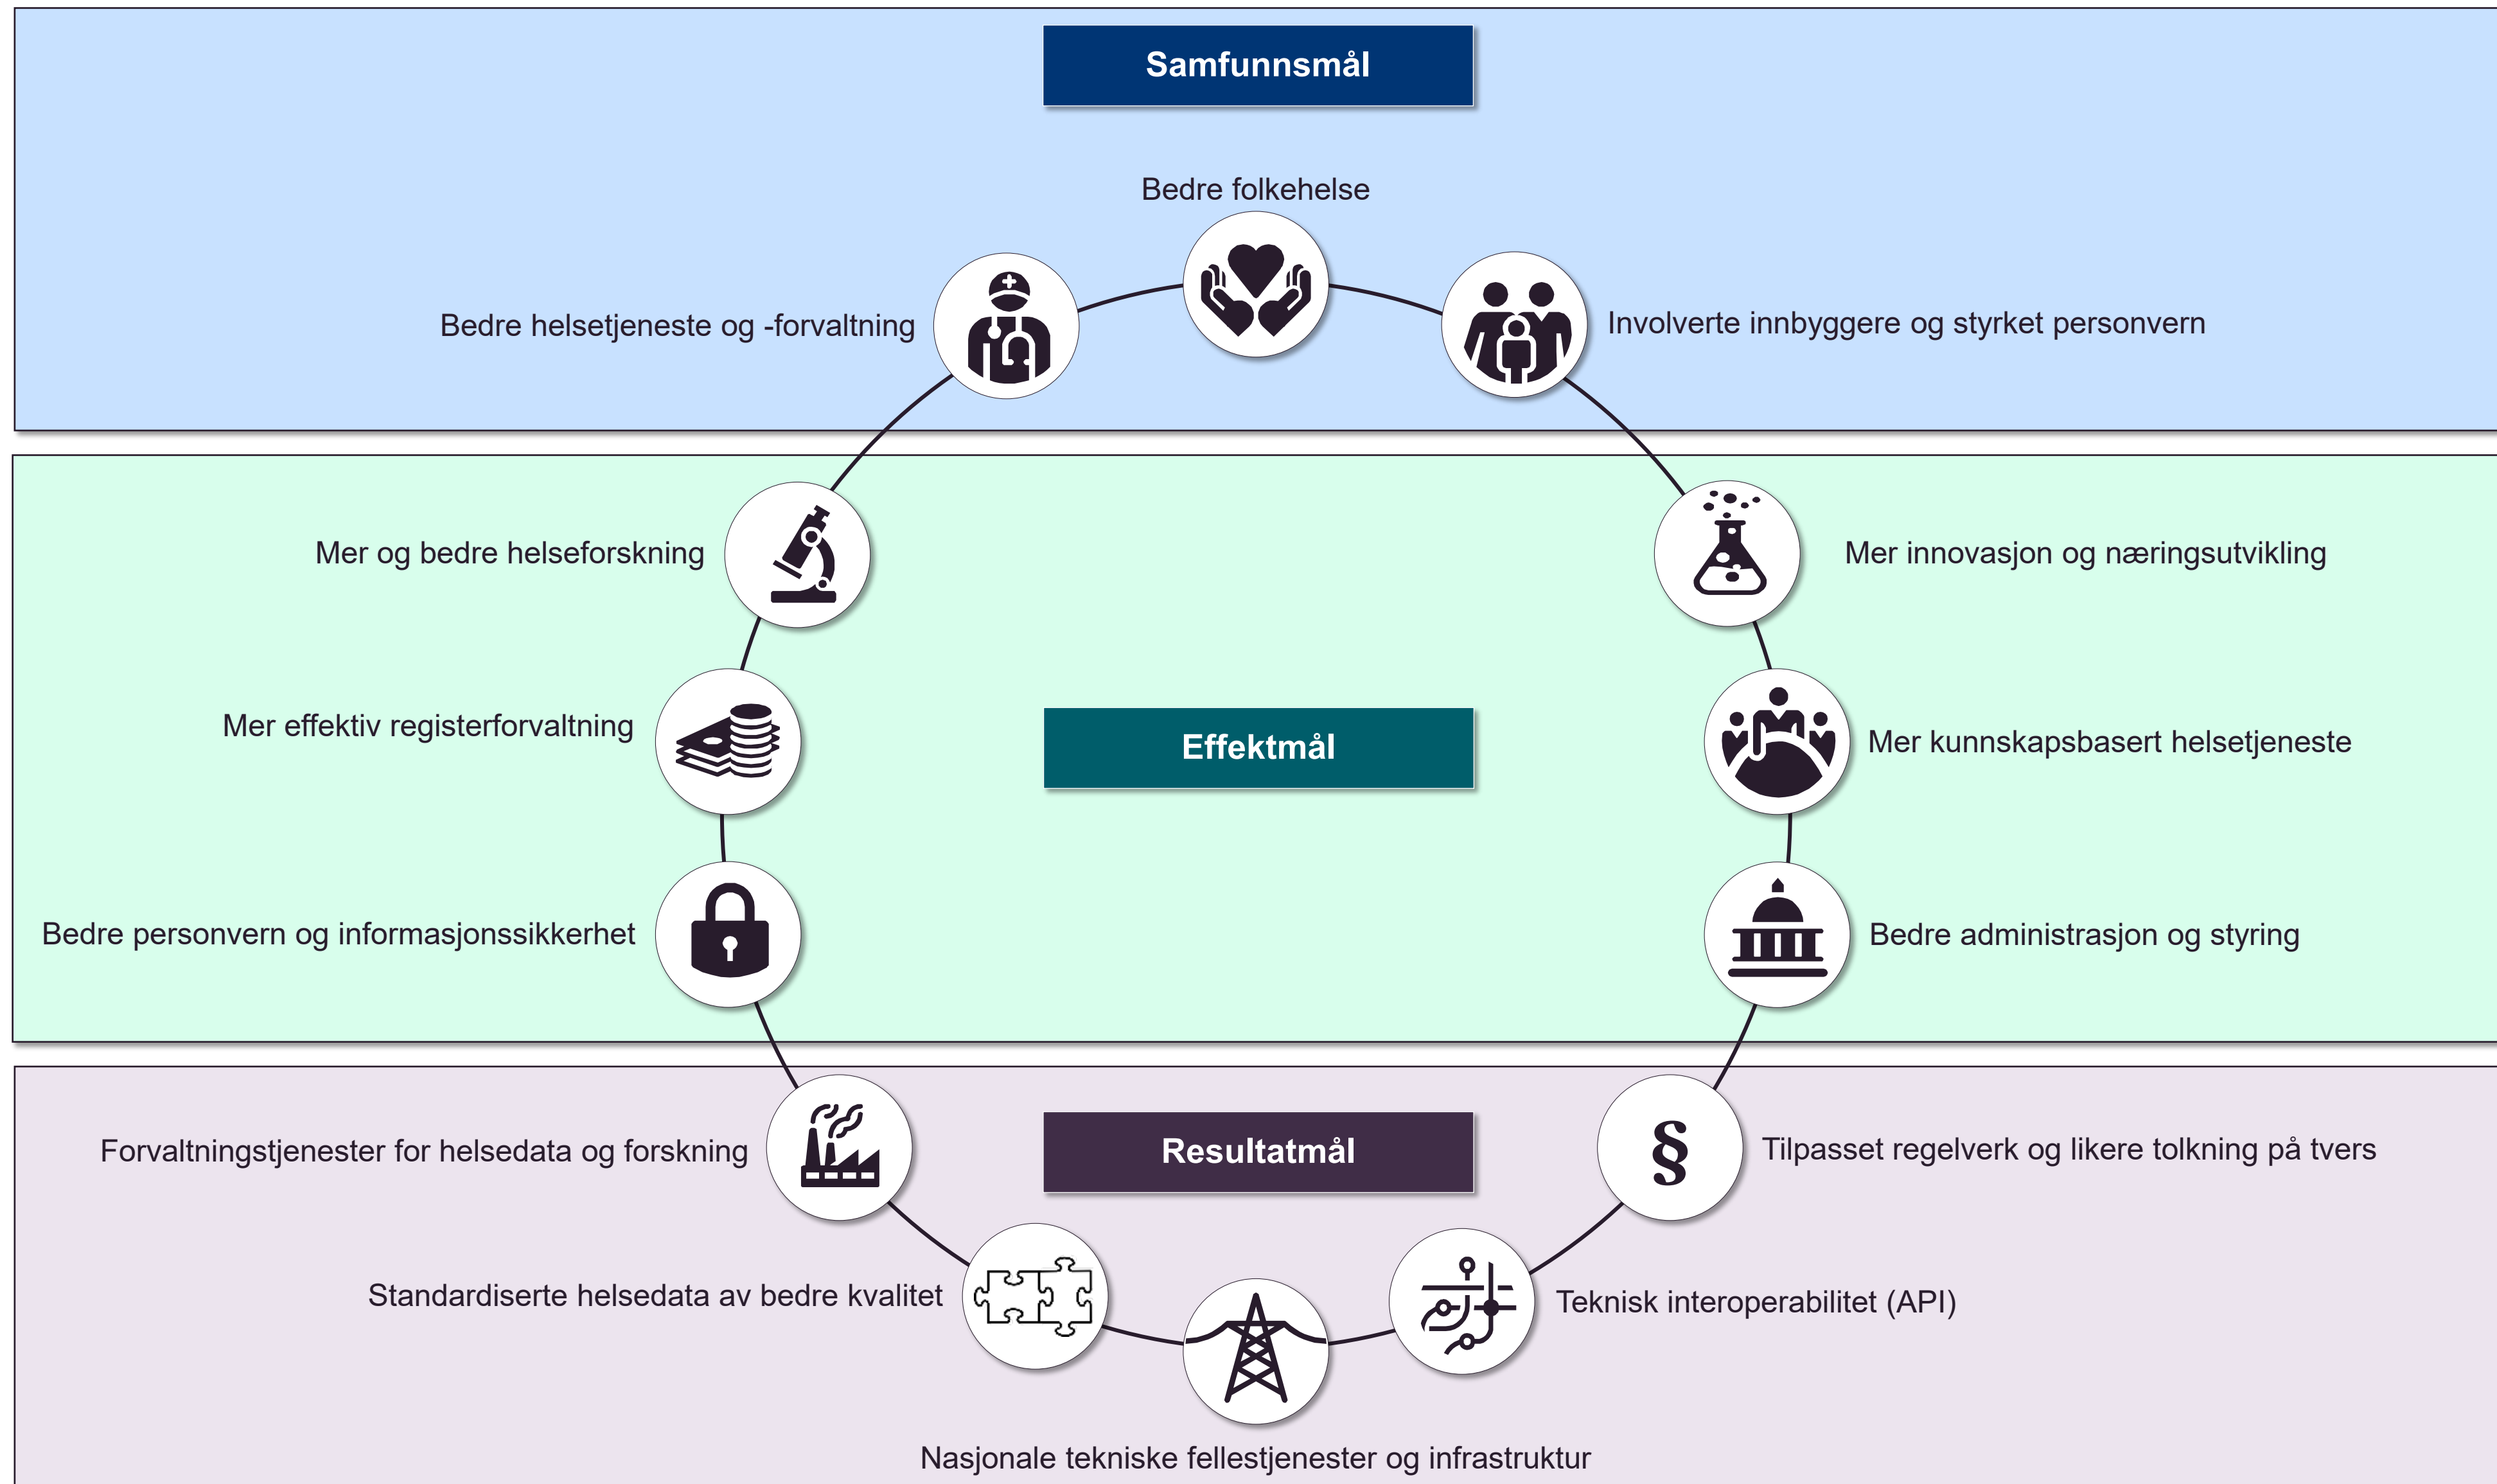 Samfunnsmål
Bedre folkehelse
Bedre helsetjeneste og -forvaltning
Involverte innbyggere og styrket personvern
Mer og bedre helseforskning
Mer innovasjon og næringsutvikling
Mer effektiv registerforvaltning
Effektmål
Mer kunnskapsbasert helsetjeneste
Bedre personvern og informasjonssikkerhet
Bedre administrasjon og styring
Forvaltningstjenester for helsedata og forskning
Resultatmål
§
Tilpasset regelverk og likere tolkning på tvers
Standardiserte helsedata av bedre kvalitet
Teknisk interoperabilitet (API)
Nasjonale tekniske fellestjenester og infrastruktur